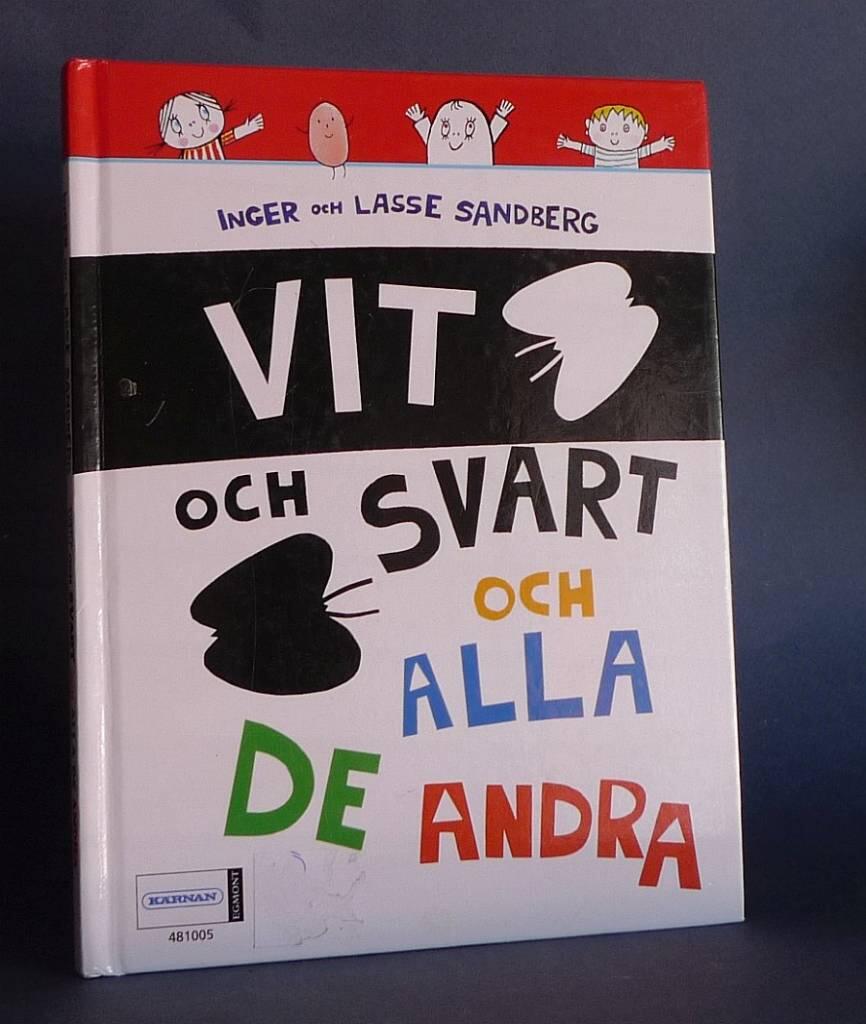 INGER OCH LASSE SANDBERG
VIT
OCH SVART
OCH
ALLA
DE ANDRA
KÄRNAN
EGMONT
481005